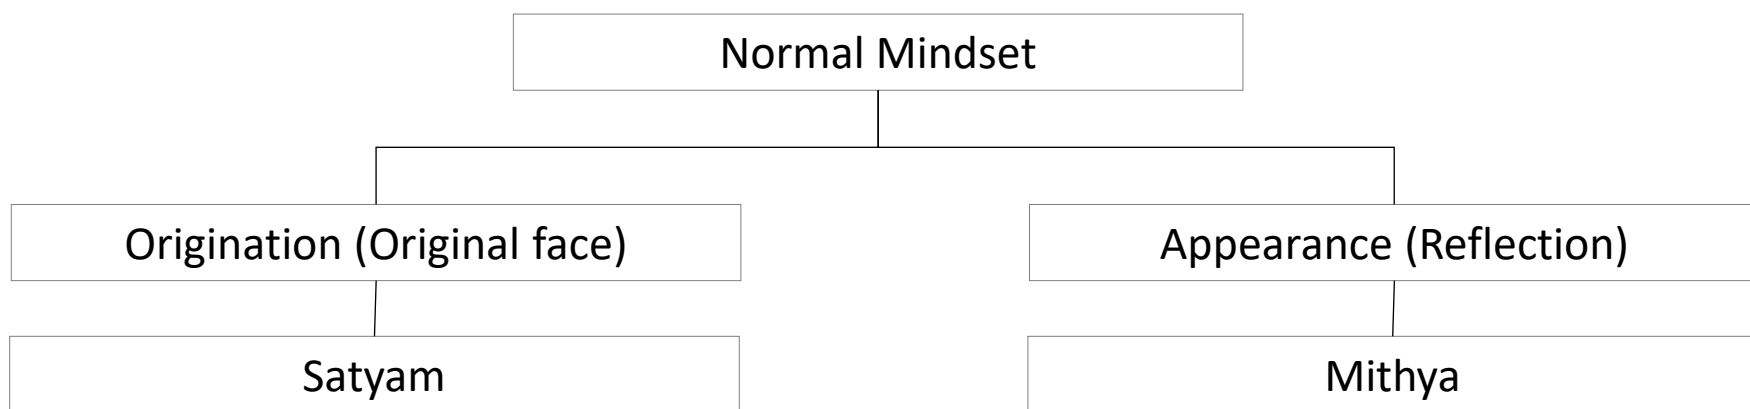 Normal Mindset
Origination (Original face)
Appearance (Reflection)
Satyam
Mithya